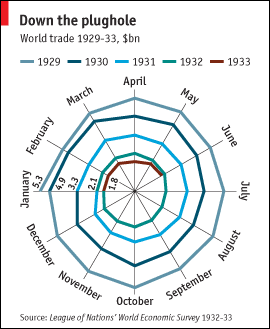 Down the plughole
World trade 1929-33, $bn
1929 1930 1931 1932 1933
April
March
May
February
June
January
5.3 4.9 3.3 2.1 1.8
July
December
August
November
September
October
Source: League of Nations' World Economic Survey 1932-33